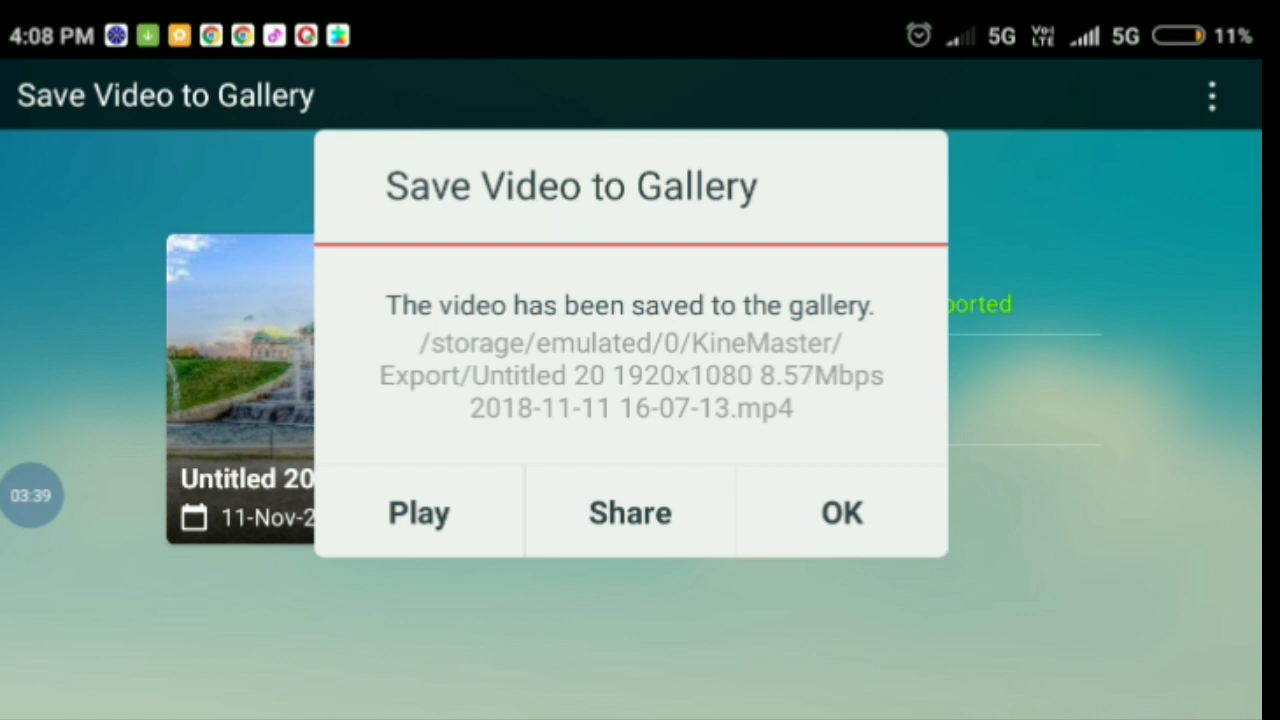 4:08 PM 5G VoLTE 5G 11%
Save Video to Gallery
Save Video to Gallery
ported
The video has been saved to the gallery.
/storage/emulated/0/KineMaster/
Export/Untitled 20 1920x1080 8.57Mbps
2018-11-11 16-07-13.mp4
Untitled 20
11-Nov-2
03:39
Play Share OK